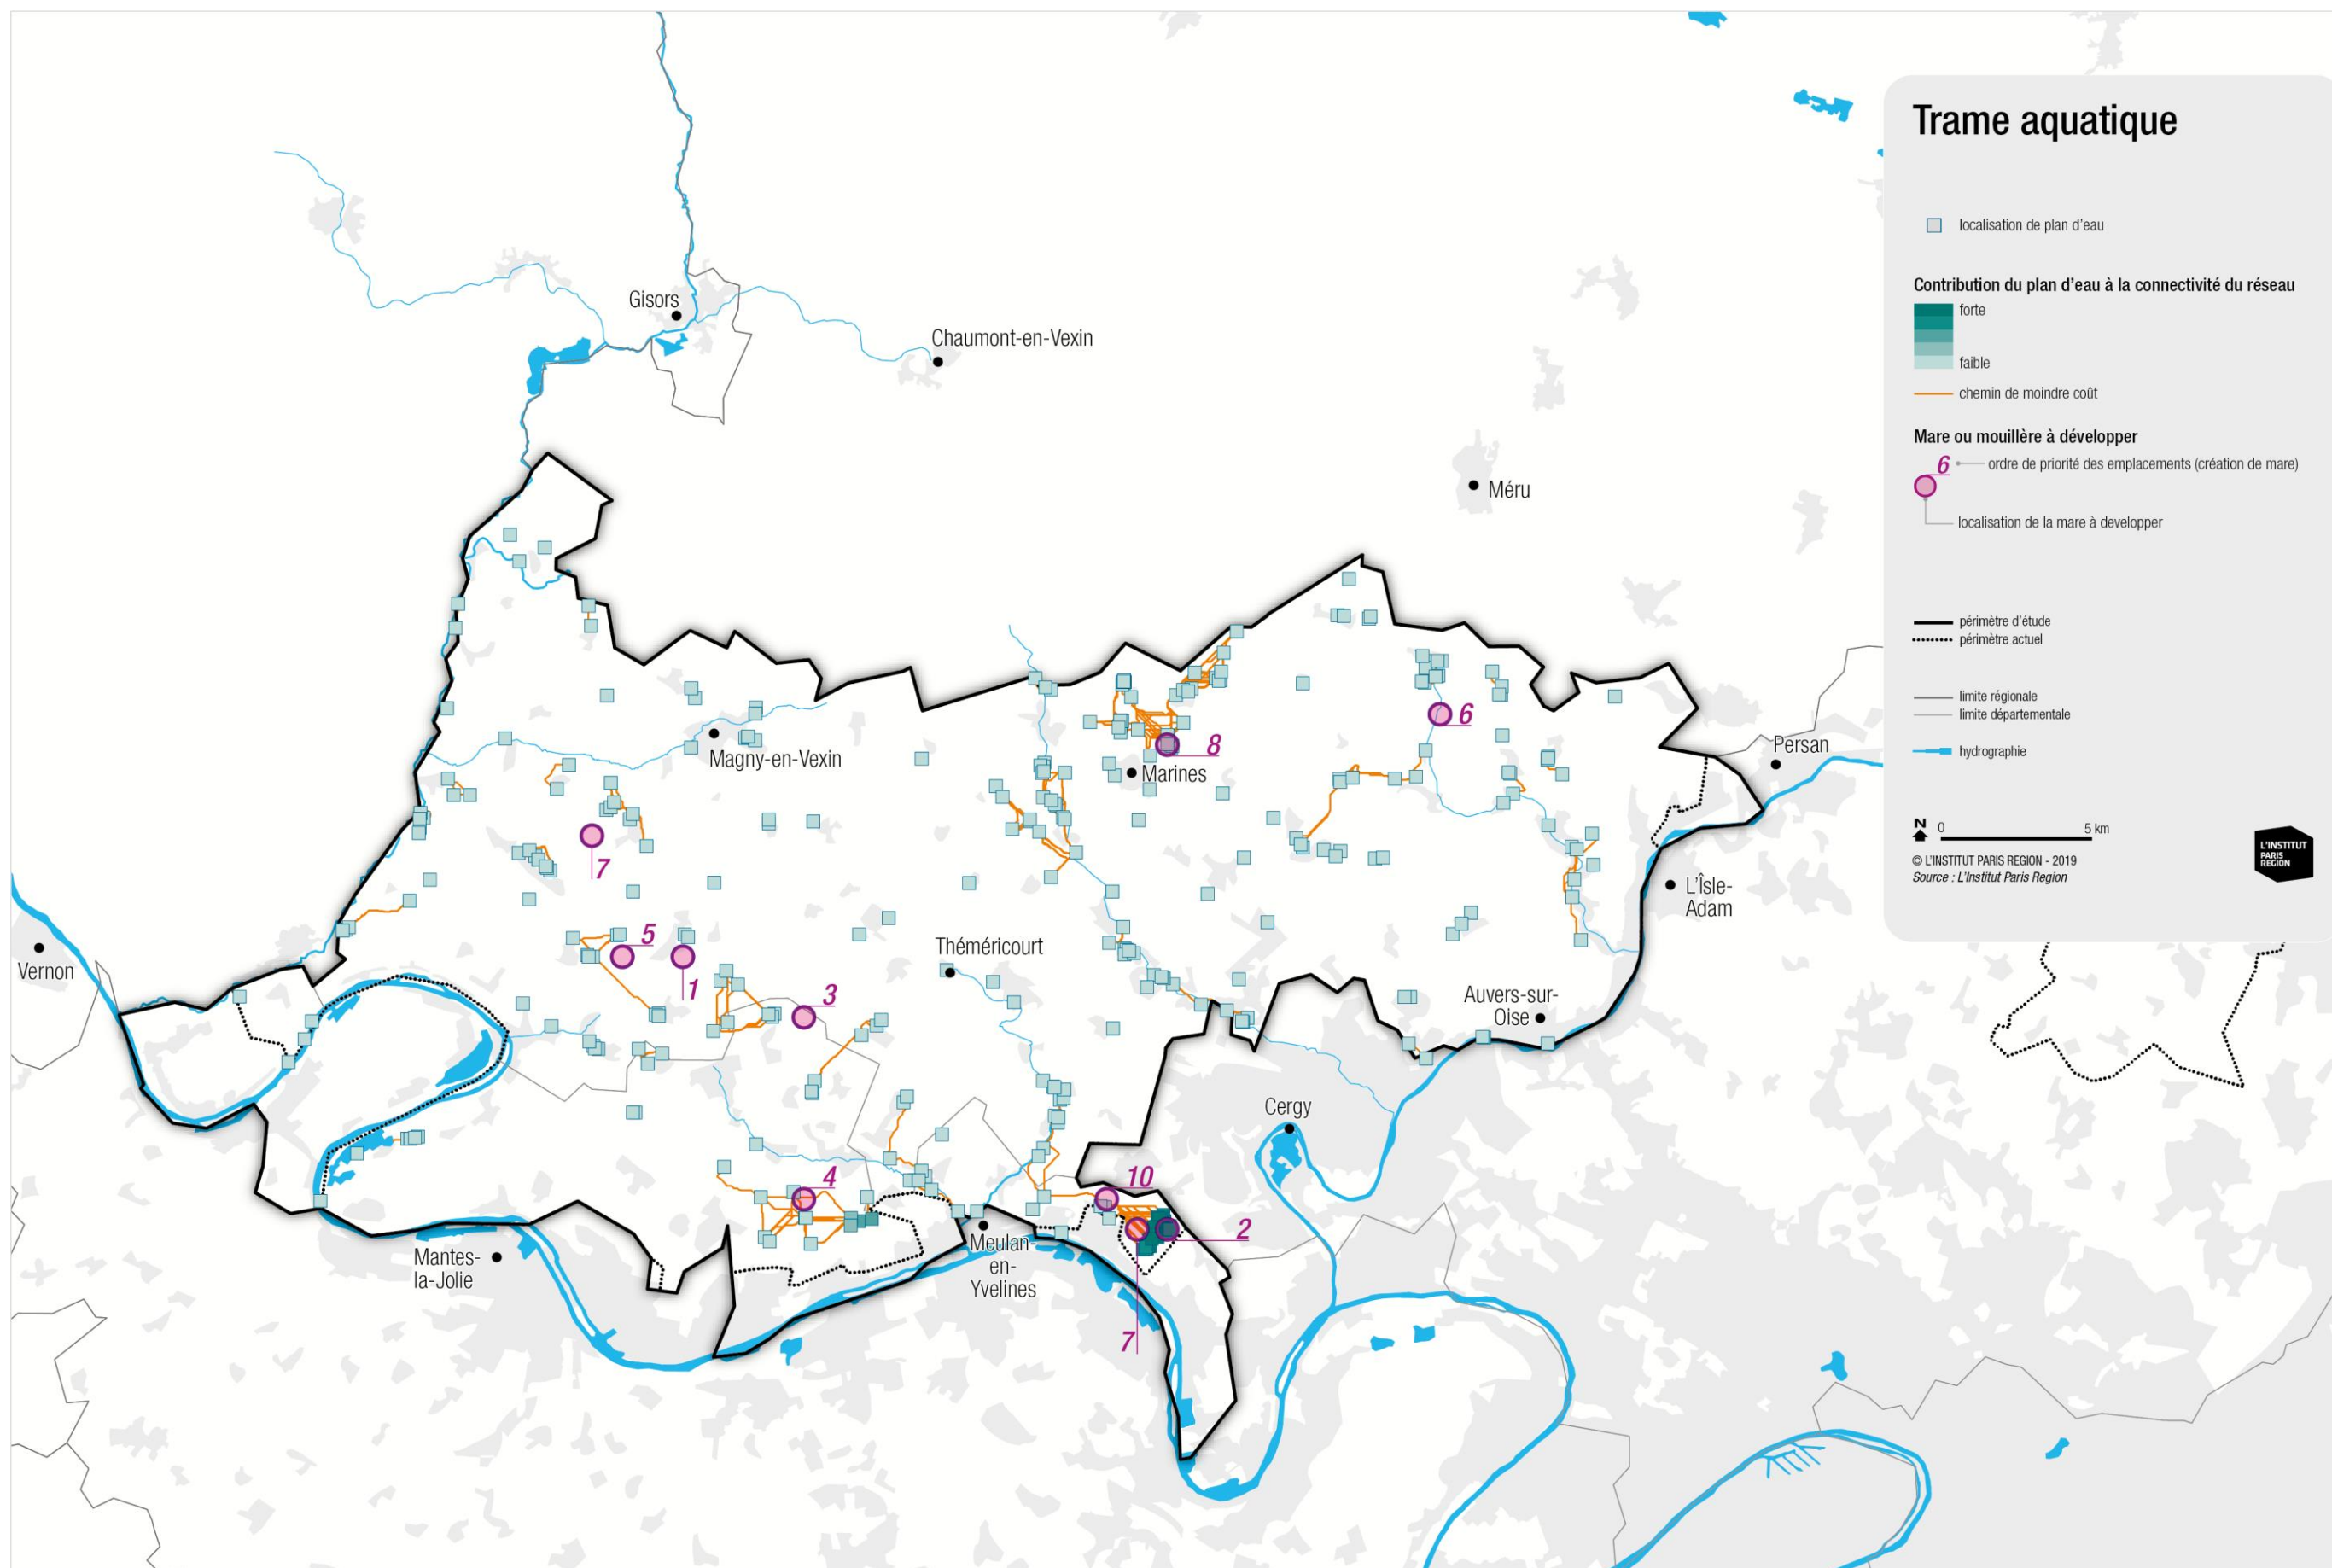 Trame aquatique
localisation de plan d'eau
Contribution du plan d'eau à la connectivité du réseau
forte
faible
chemin de moindre coût
Mare ou mouillère à développer
6
ordre de priorité des emplacements (création de mare)
localisation de la mare à developper
périmètre d'étude
périmètre actuel
limite régionale
limite départementale
hydrographie
N
0
5 km
© L'INSTITUT PARIS REGION - 2019
Source : L'Institut Paris Region
L'INSTITUT
PARIS
REGION
Gisors
Chaumont-en-Vexin
Méru
6
8
Persan
Magny-en-Vexin
Marines
7
L'Îsle-
Adam
5
Théméricourt
Vernon
1
3
Auvers-sur-
Oise
Cergy
4
10
2
Meulan-
en-
Yvelines
Mantes-
la-Jolie
7